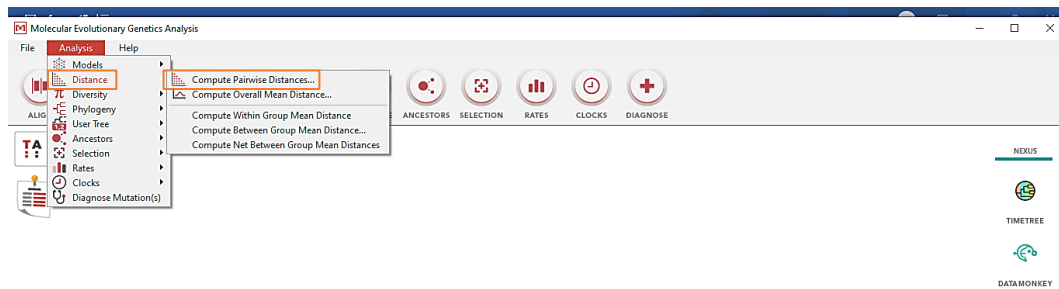 Molecular Evolutionary Genetics Analysis
File Analysis Help
Models
Distance
Diversity
Phylogeny
User Tree
Ancestors
Selection
Rates
Clocks
Diagnose Mutation(s)
Compute Pairwise Distances...
Compute Overall Mean Distance...
Compute Within Group Mean Distance
Compute Between Group Mean Distance...
Compute Net Between Group Mean Distances
ANCESTORS SELECTION RATES CLOCKS DIAGNOSE
TA
NEXUS
TIMETREE
DATAMONKEY